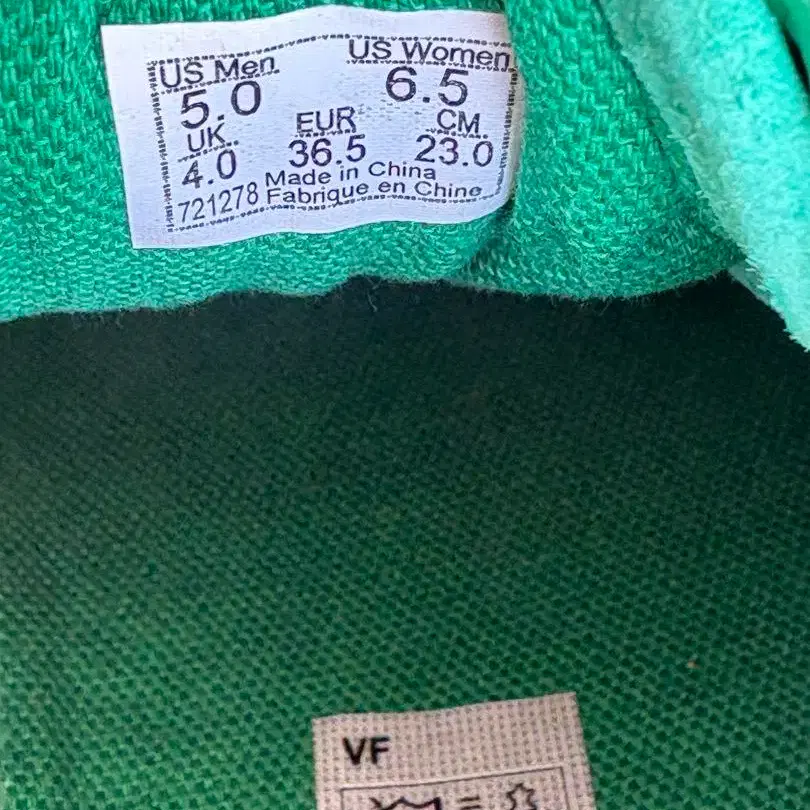 US Men US Women
5.0 6.5
UK EUR CM
4.0 36.5 23.0
Made in China
721278 Fabrique en Chine
VF